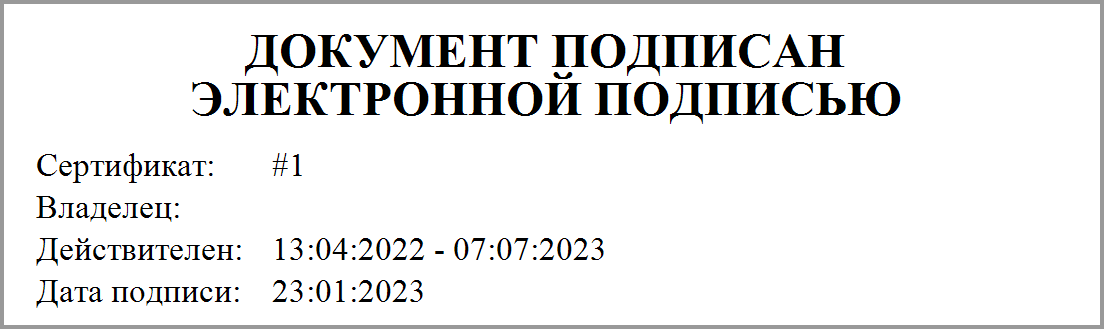 ДОКУМЕНТ ПОДПИСАН
ЭЛЕКТРОННОЙ ПОДПИСЬЮ
Сертификат: #1
Владелец:
Действителен: 13:04:2022 - 07:07:2023
Дата подписи: 23:01:2023